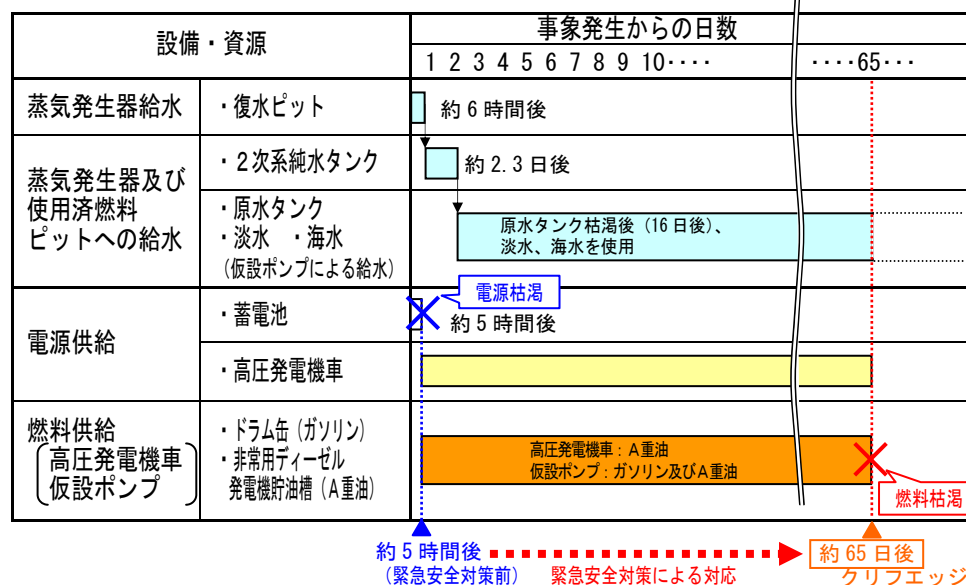 設備・資源
事象発生からの日数
1 2 3 4 5 6 7 8 9 10････
････65･･･
蒸気発生器給水
・復水ピット
約6時間後
蒸気発生器及び
使用済燃料
ピットへの給水
・２次系純水タンク
約2.3日後
・原水タンク
・淡水 ・海水
(仮設ポンプによる給水)
原水タンク枯渇後（16日後）、
淡水、海水を使用
電源供給
・蓄電池
電源枯渇
約5時間後
・高圧発電機車
燃料供給
高圧発電機車
仮設ポンプ
・ドラム缶（ガソリン）
・非常用ディーゼル
発電機貯油槽（A重油）
高圧発電機車：A重油
仮設ポンプ：ガソリン及びA重油
燃料枯渇
約5時間後
（緊急安全対策前）
緊急安全対策による対応
約65日後
クリフエッジ